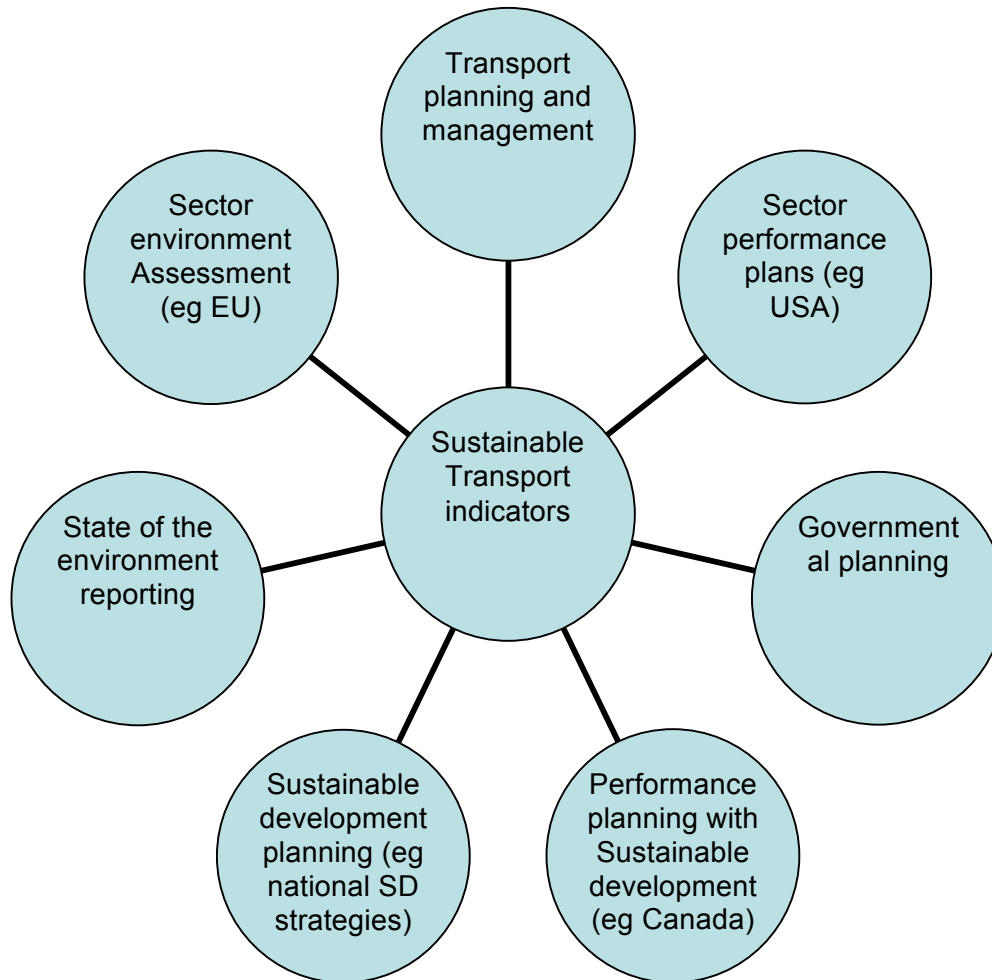 Transport
planning and
management
Sector
environment
Assessment
(eg EU)
Sector
performance
plans (eg
USA)
Sustainable
Transport
indicators
State of the
environment
reporting
Government
al planning
Sustainable
development
planning (eg
national SD
strategies)
Performance
planning with
Sustainable
development
(eg Canada)